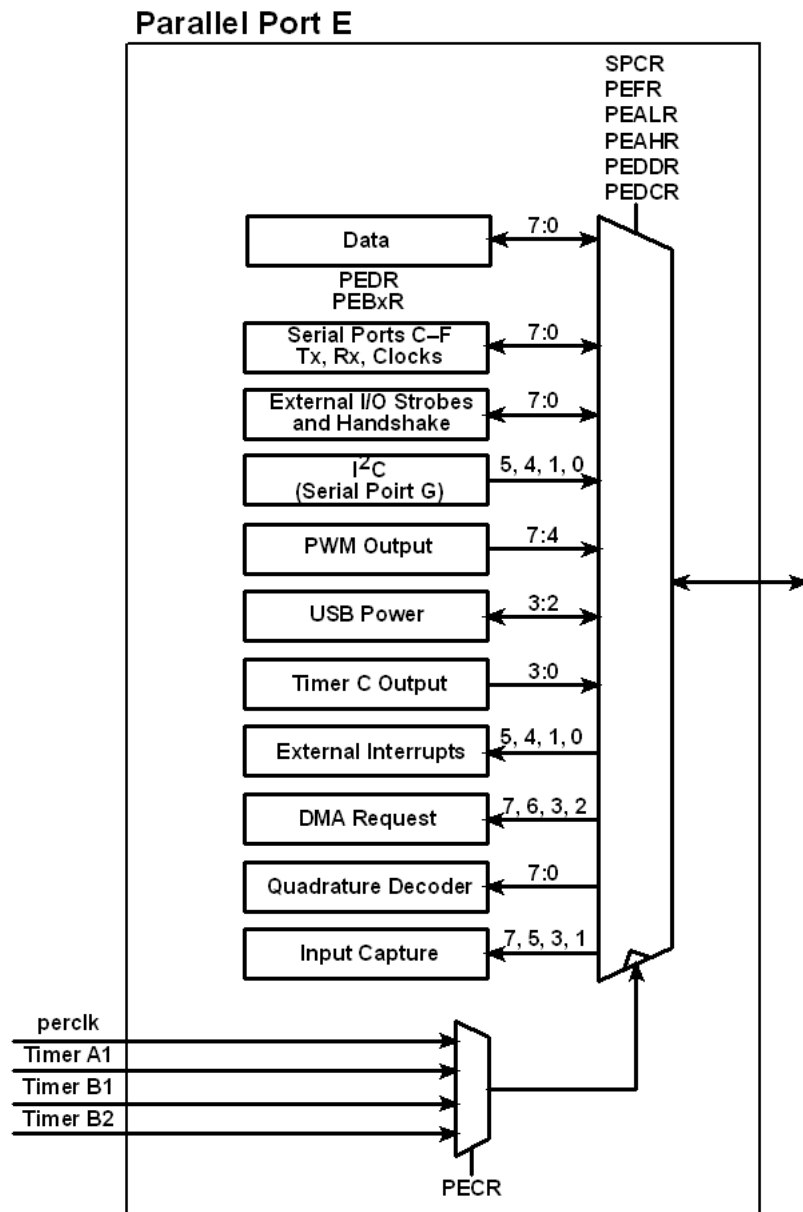 Parallel Port E
SPCR
PEFR
PEALR
PEAHR
PEDDR
PEDCR
Data
7:0
PEDR
PEBxR
Serial Ports C–F
Tx, Rx, Clocks
7:0
External I/O Strobes
and Handshake
7:0
I²C
(Serial Poirt G)
5, 4, 1, 0
PWM Output
7:4
USB Power
3:2
Timer C Output
3:0
External Interrupts
5, 4, 1, 0
DMA Request
7, 6, 3, 2
Quadrature Decoder
7:0
Input Capture
7, 5, 3, 1
perclk
Timer A1
Timer B1
Timer B2
PECR